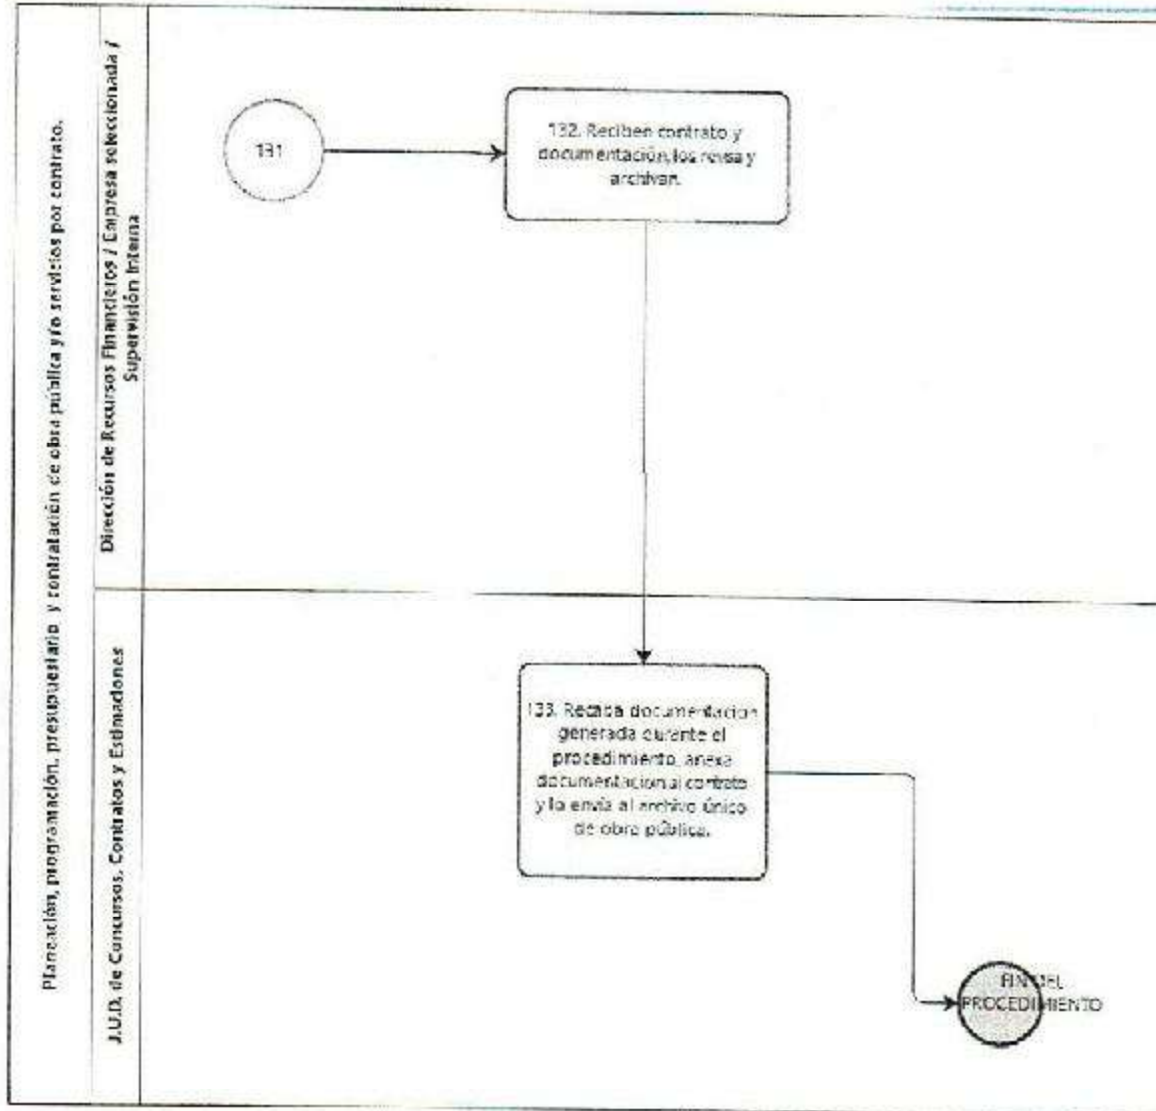 Planeación, programación, presupuestario y contratación de obra pública y/o servicios por contrato.
Dirección de Recursos Financieros / Empresa seleccionada /
Supervisión Interna
131
132. Reciben contrato y
documentación, los revisa y
archivan.
J.U.D. de Concursos, Contratos y Estimaciones
133. Recaba documentación
generada durante el
procedimiento, anexa
documentación al contrato
y lo envía al archivo único
de obra pública.
FIN DEL
PROCEDIMIENTO